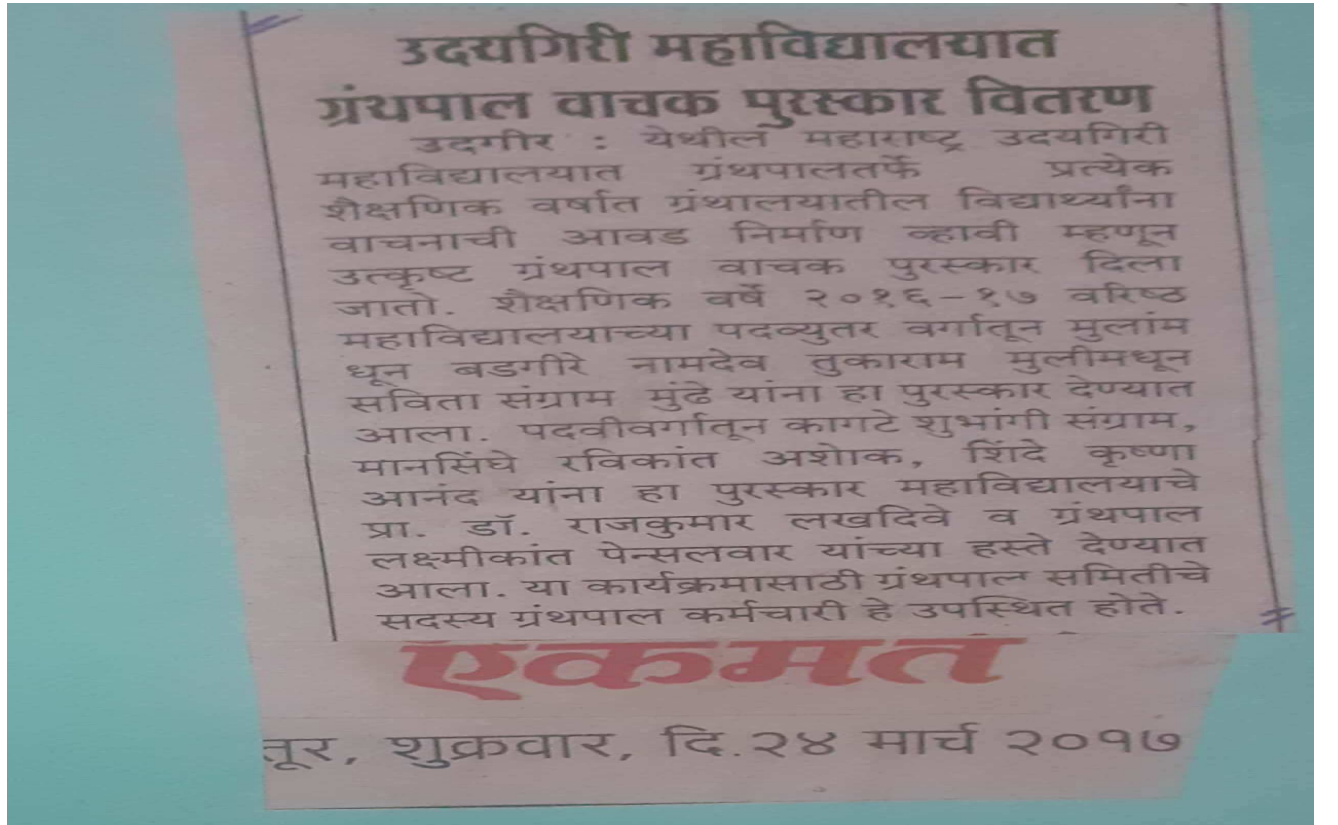 उदयगिरी महाविद्यालयात
ग्रंथपाल वाचक पुरस्कार वितरण
उदगीर : येथील महाराष्ट्र उदयगिरी
महाविद्यालयात ग्रंथपालतर्फे प्रत्येक
शैक्षणिक वर्षात ग्रंथालयातील विद्यार्थ्यांना
वाचनाची आवड निर्माण व्हावी म्हणून
उत्कृष्ट ग्रंथपाल वाचक पुरस्कार दिला
जातो. शैक्षणिक वर्षे २०१६-१७ वरिष्ठ
महाविद्यालयाच्या पदव्युतर वर्गातून मुलांम
धून बडगीरे नामदेव तुकाराम मुलीमधून
सविता संग्राम मुंढे यांना हा पुरस्कार देण्यात
आला. पदवीवर्गातून कागटे शुभांगी संग्राम,
मानसिंघे रविकांत अशोक, शिंदे कृष्णा
आनंद यांना हा पुरस्कार महाविद्यालयाचे
प्रा. डॉ. राजकुमार लखदिवे व ग्रंथपाल
लक्ष्मीकांत पेन्सलवार यांच्या हस्ते देण्यात
आला. या कार्यक्रमासाठी ग्रंथपाल समितीचे
सदस्य ग्रंथपाल कर्मचारी हे उपस्थित होते.
एकमत
तूर, शुक्रवार, दि.२४ मार्च २०१७